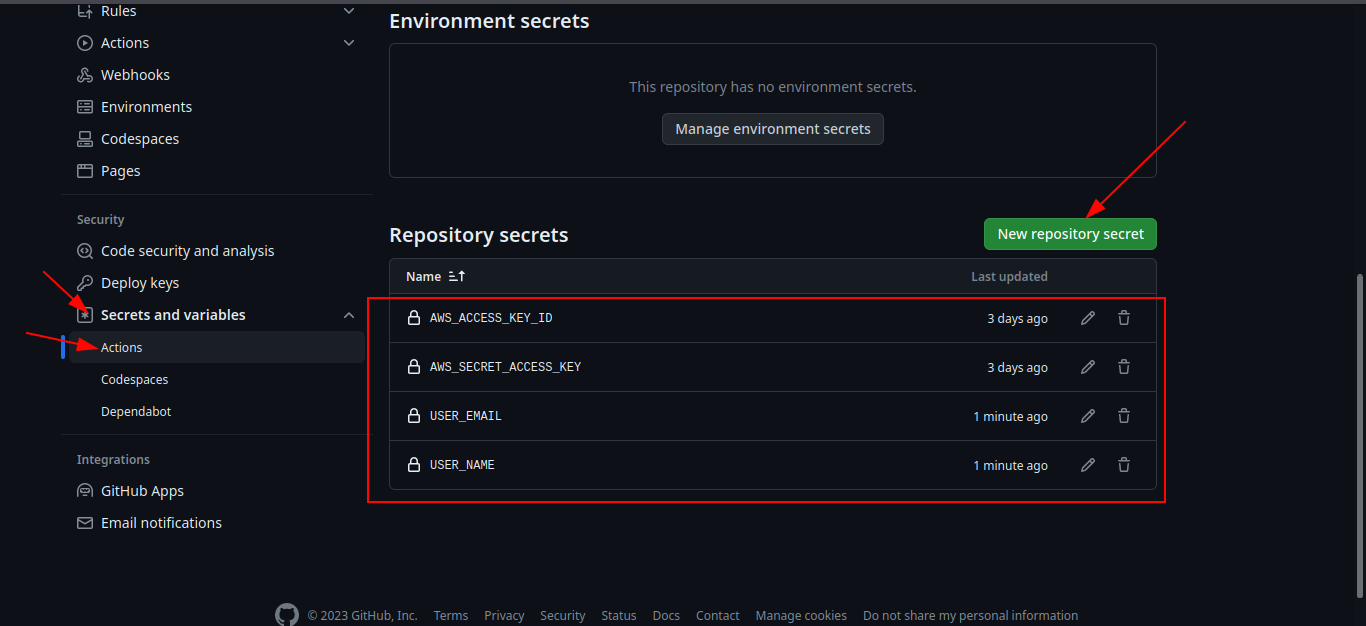 Rules
Actions
Webhooks
Environments
Codespaces
Pages
Security
Code security and analysis
Deploy keys
Secrets and variables
Actions
Codespaces
Dependabot
Integrations
GitHub Apps
Email notifications
Environment secrets
This repository has no environment secrets.
Manage environment secrets
Repository secrets
New repository secret
Name Last updated
AWS_ACCESS_KEY_ID 3 days ago
AWS_SECRET_ACCESS_KEY 3 days ago
USER_EMAIL 1 minute ago
USER_NAME 1 minute ago
© 2023 GitHub, Inc. Terms Privacy Security Status Docs Contact Manage cookies Do not share my personal information